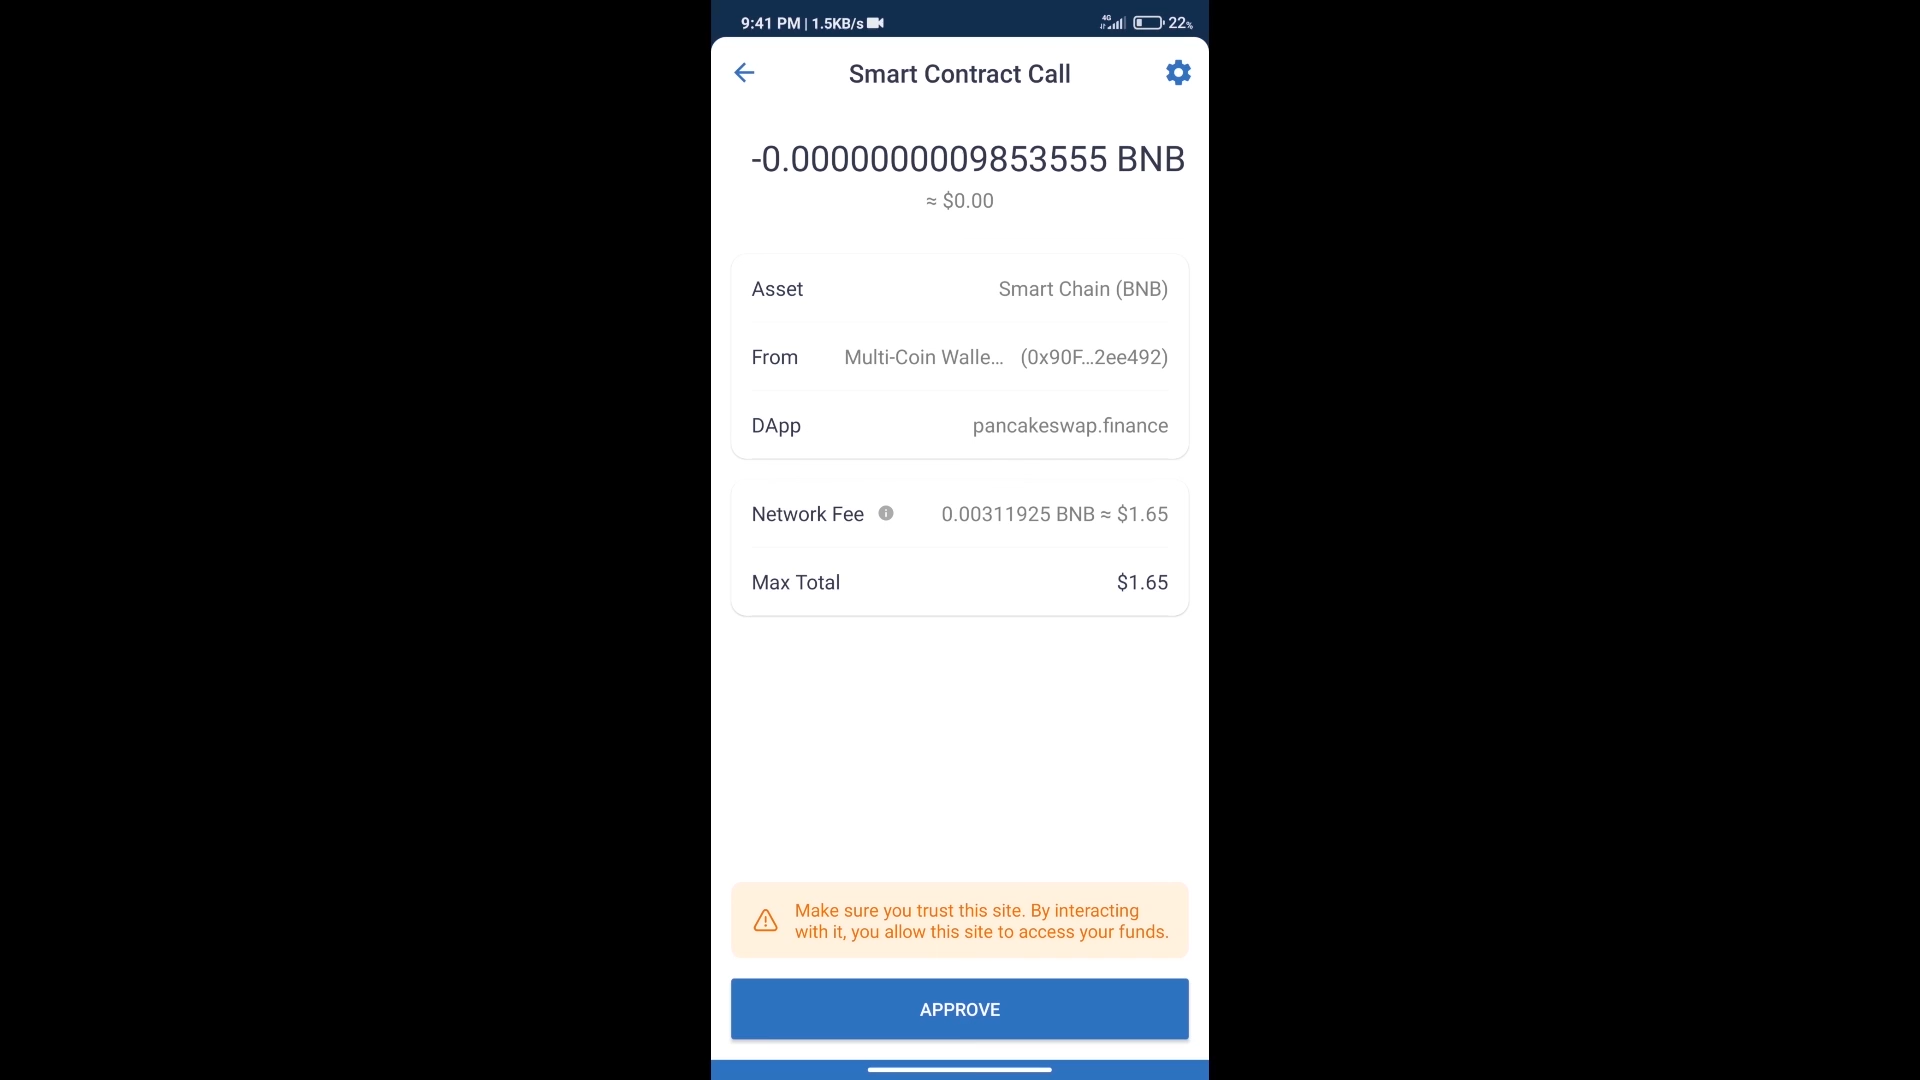 9:41 PM | 1.5KB/s 4G 22%
Smart Contract Call
-0.0000000009853555 BNB
≈ $0.00
Asset Smart Chain (BNB)
From Multi-Coin Walle... (0x90F...2ee492)
DApp pancakeswap.finance
Network Fee 0.00311925 BNB ≈ $1.65
Max Total $1.65
Make sure you trust this site. By interacting
with it, you allow this site to access your funds.
APPROVE